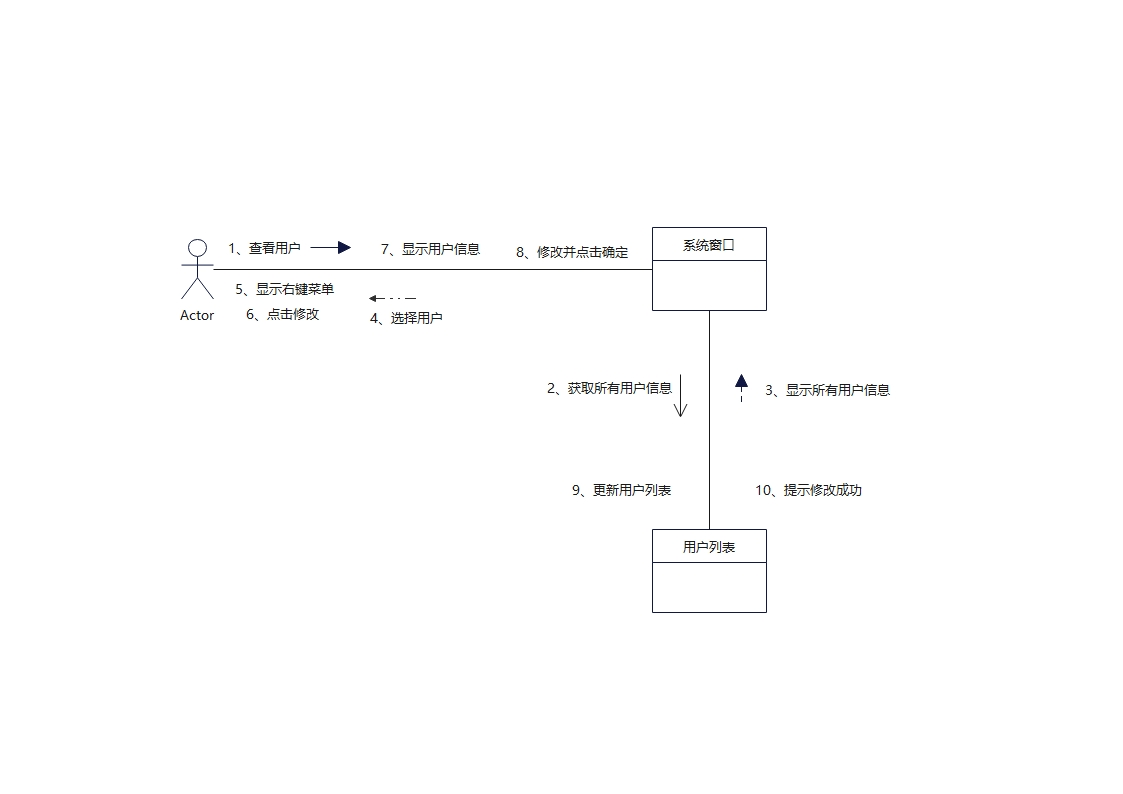 1、查看用户
7、显示用户信息
8、修改并点击确定
系统窗口
5、显示右键菜单
6、点击修改
4、选择用户
Actor
2、获取所有用户信息
3、显示所有用户信息
9、更新用户列表
10、提示修改成功
用户列表